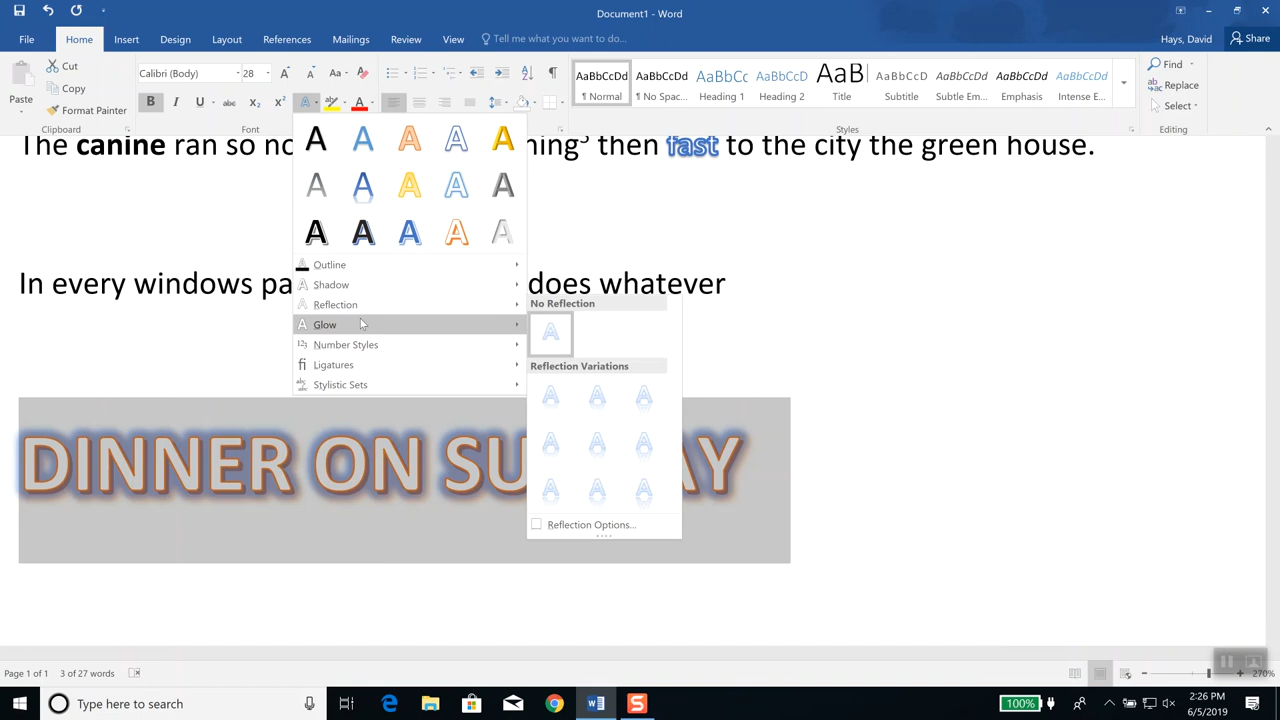 Document1 - Word
File Home Insert Design Layout References Mailings Review View Tell me what you want to do... Hays, David Share
Cut
Copy
Format Painter
Paste
Clipboard
Calibri (Body) 28
Font
AaBbCcDd AaBbCcDd AaBbCc AaBbCcD AaB AaBbCcD AaBbCcDd AaBbCcDd AaBbCcDd
¶ Normal ¶ No Spac... Heading 1 Heading 2 Title Subtitle Subtle Em... Emphasis Intense E...
Styles
Find
Replace
Select
Editing
The canine ran so no hing³ then fast to the city the green house.
In every windows pa does whatever
DINNER ON SU AY
Outline
Shadow
Reflection
Glow
Number Styles
Ligatures
Stylistic Sets
No Reflection
Reflection Variations
Reflection Options...
Page 1 of 1 3 of 27 words 270%
Type here to search
100%
2:26 PM
6/5/2019